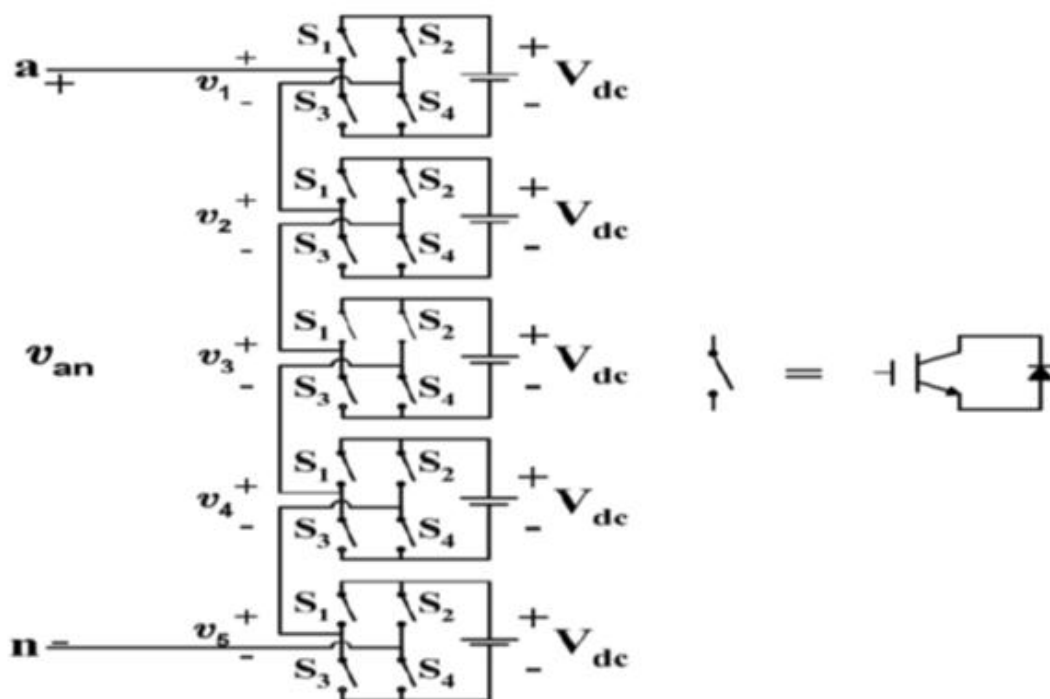 S1 S2 + Vdc -
a + v1 + -
S3 S4
S1 S2 + Vdc -
v2 + -
S3 S4
S1 S2 + Vdc -
van v3 + - =
S3 S4
S1 S2 + Vdc -
v4 + -
S3 S4
S1 S2 + Vdc -
n - v5 + -
S3 S4